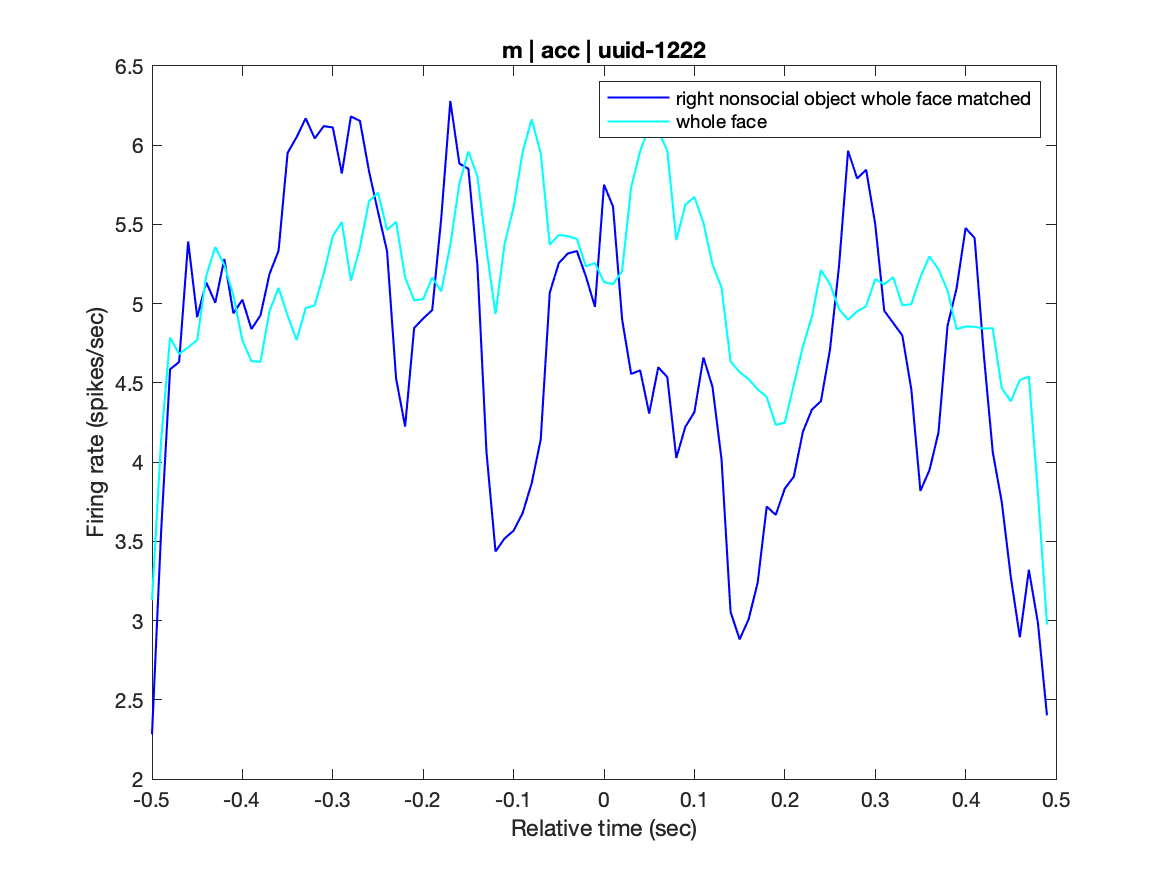 m | acc | uuid-1222
right nonsocial object whole face matched
whole face
6.5
6
5.5
5
4.5
4
3.5
3
2.5
2
Firing rate (spikes/sec)
-0.5 -0.4 -0.3 -0.2 -0.1 0 0.1 0.2 0.3 0.4 0.5
Relative time (sec)